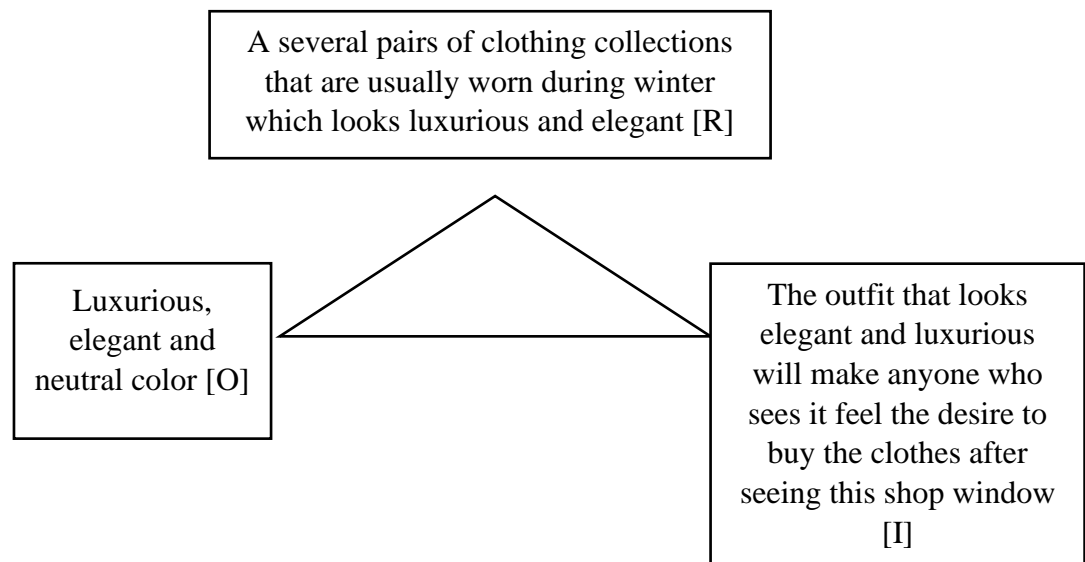 A several pairs of clothing collections
that are usually worn during winter
which looks luxurious and elegant [R]
Luxurious,
elegant and
neutral color [O]
The outfit that looks
elegant and luxurious
will make anyone who
sees it feel the desire to
buy the clothes after
seeing this shop window
[I]